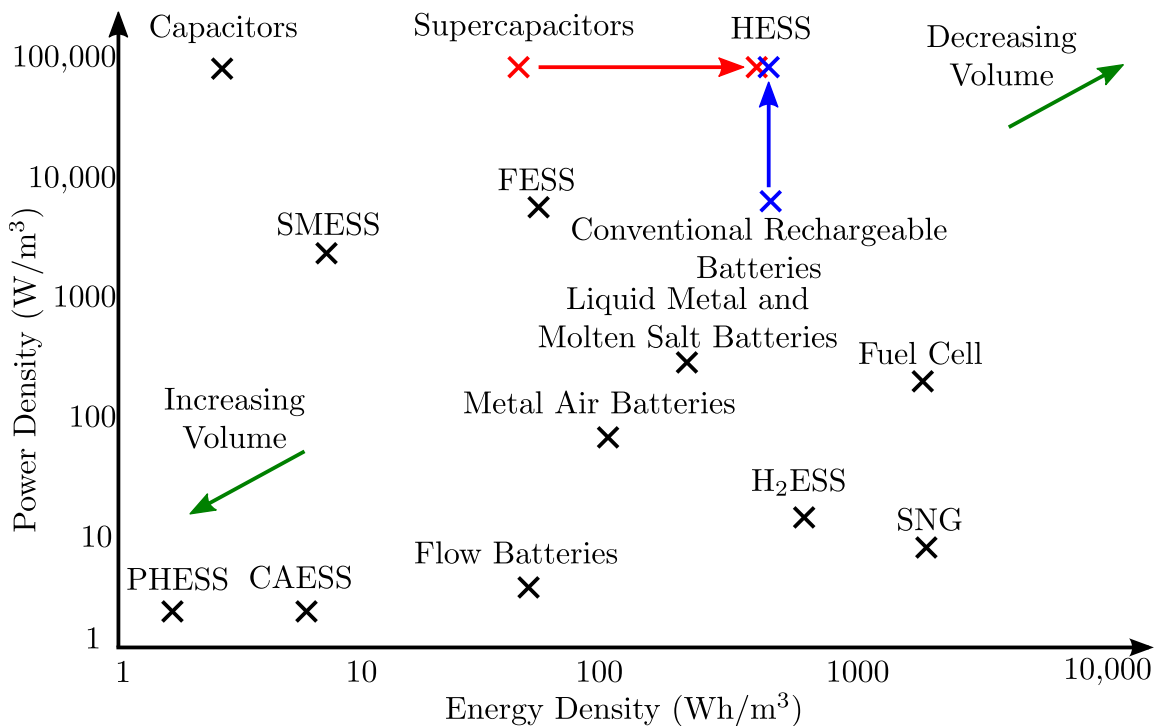 Capacitors
Supercapacitors
HESS
Decreasing
Volume
100,000
10,000
FESS
SMESS
Conventional Rechargeable
Batteries
1000
Liquid Metal and
Molten Salt Batteries
Fuel Cell
Power Density (W/m³)
Increasing
Volume
Metal Air Batteries
100
H₂ESS
SNG
10
Flow Batteries
PHESS
CAESS
1
1
10
100
1000
10,000
Energy Density (Wh/m³)